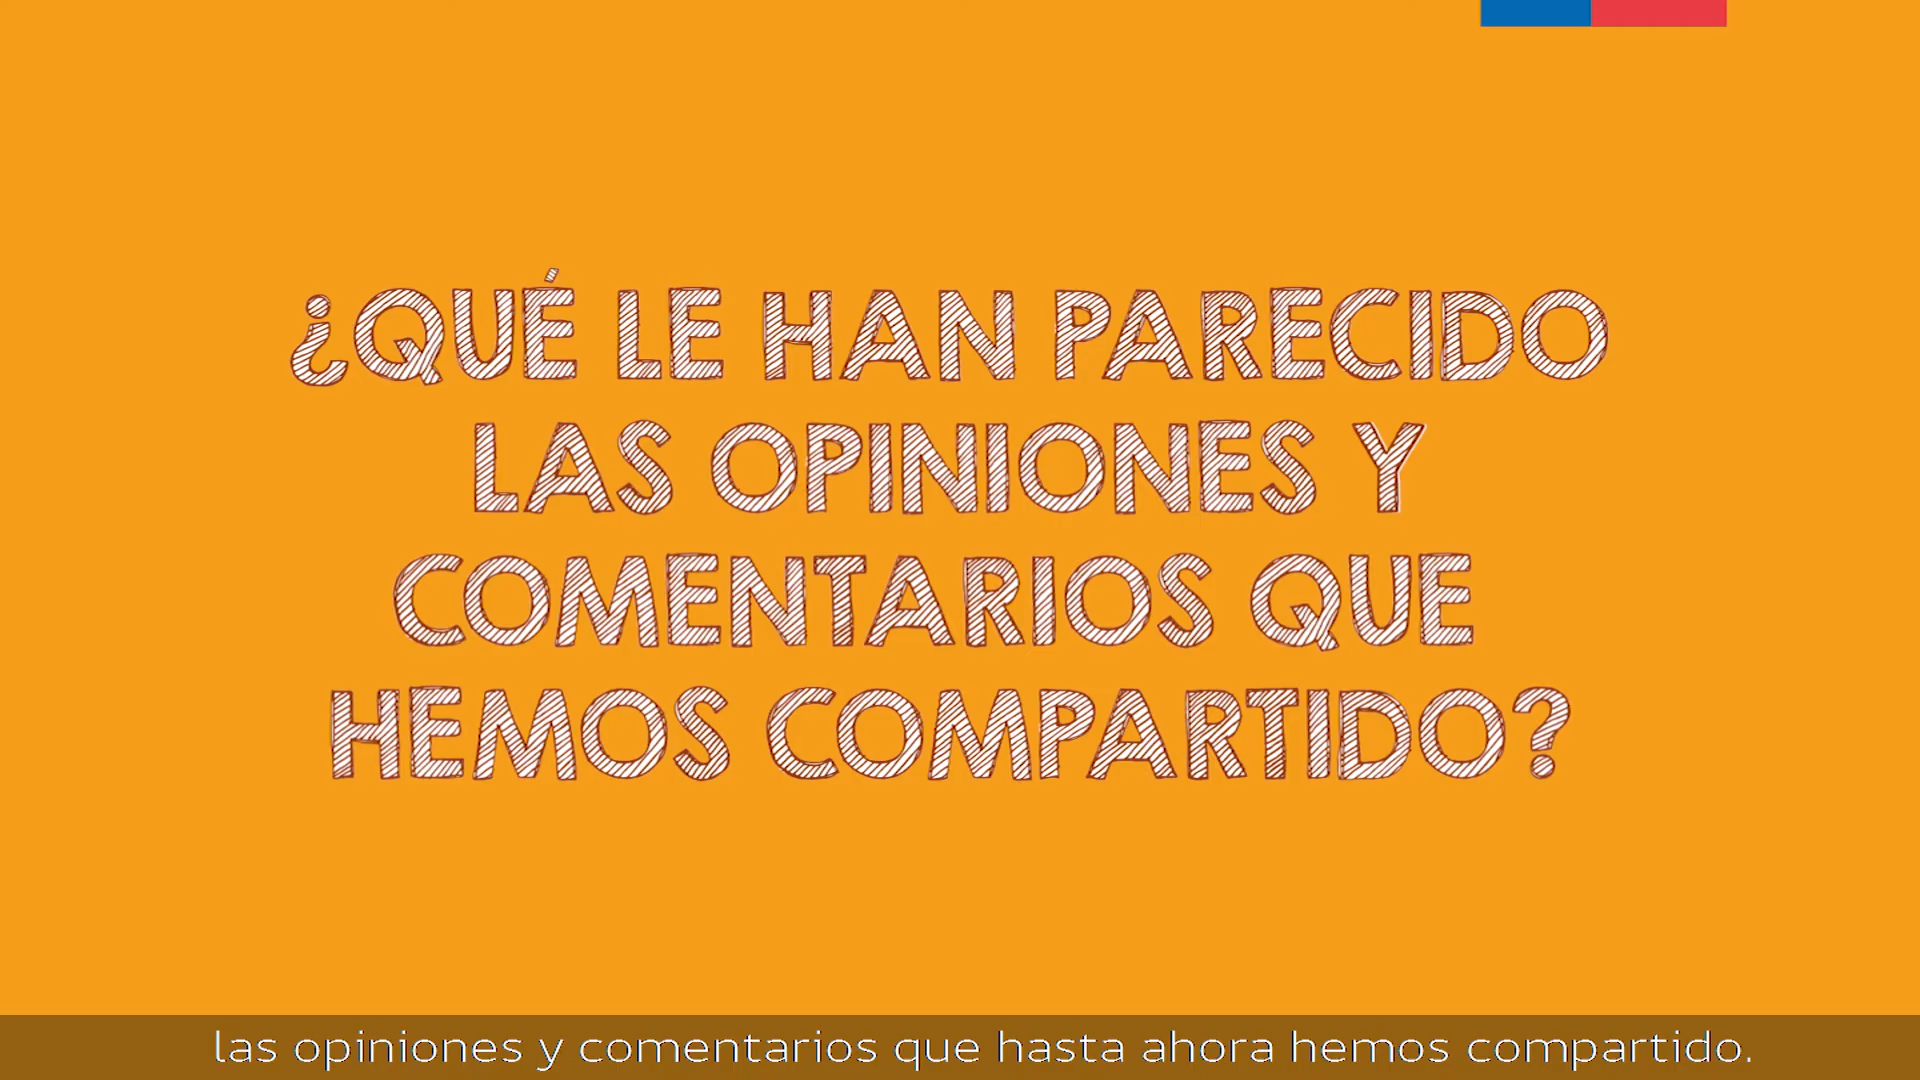 ¿QUÉ LE HAN PARECIDO
LAS OPINIONES Y
COMENTARIOS QUE
HEMOS COMPARTIDO?
las opiniones y comentarios que hasta ahora hemos compartido.